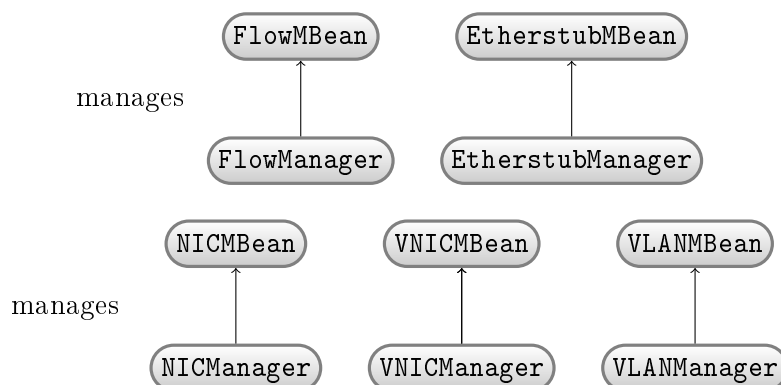 FlowMBean EtherstubMBean
manages
FlowManager EtherstubManager
NICMBean VNICMBean VLANMBean
manages
NICManager VNICManager VLANManager